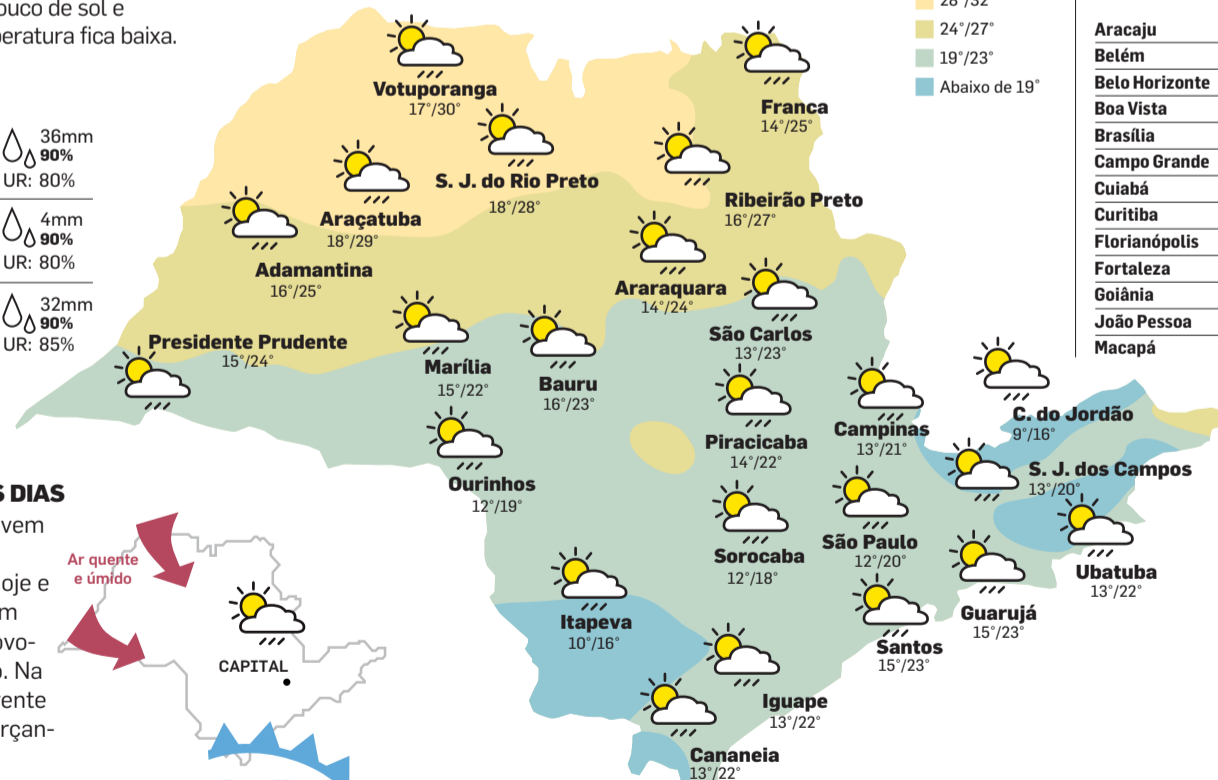 ouco de sol e
peratura fica baixa.
36mm
90%
UR: 80%
4mm
90%
UR: 80%
32mm
90%
UR: 85%
S DIAS
vem
oje e
m
ovo-
o. Na
rente
rçan-
Ar quente
e úmido
CAPITAL
Votuporanga
17°/30°
Franca
14°/25°
S. J. do Rio Preto
18°/28°
Ribeirão Preto
16°/27°
Araçatuba
18°/29°
Adamantina
16°/25°
Araraquara
14°/24°
São Carlos
13°/23°
Presidente Prudente
15°/24°
Marília
15°/22°
Bauru
16°/23°
Ourinhos
12°/19°
Piracicaba
14°/22°
Campinas
13°/21°
C. do Jordão
9°/16°
S. J. dos Campos
13°/20°
Sorocaba
12°/18°
São Paulo
12°/20°
Ubatuba
13°/22°
Guarujá
15°/23°
Santos
15°/23°
Itapeva
10°/16°
Iguape
13°/22°
Cananeia
13°/22°
28°/32°
24°/27°
19°/23°
Abaixo de 19°
Aracaju
Belém
Belo Horizonte
Boa Vista
Brasília
Campo Grande
Cuiabá
Curitiba
Florianópolis
Fortaleza
Goiânia
João Pessoa
Macapá